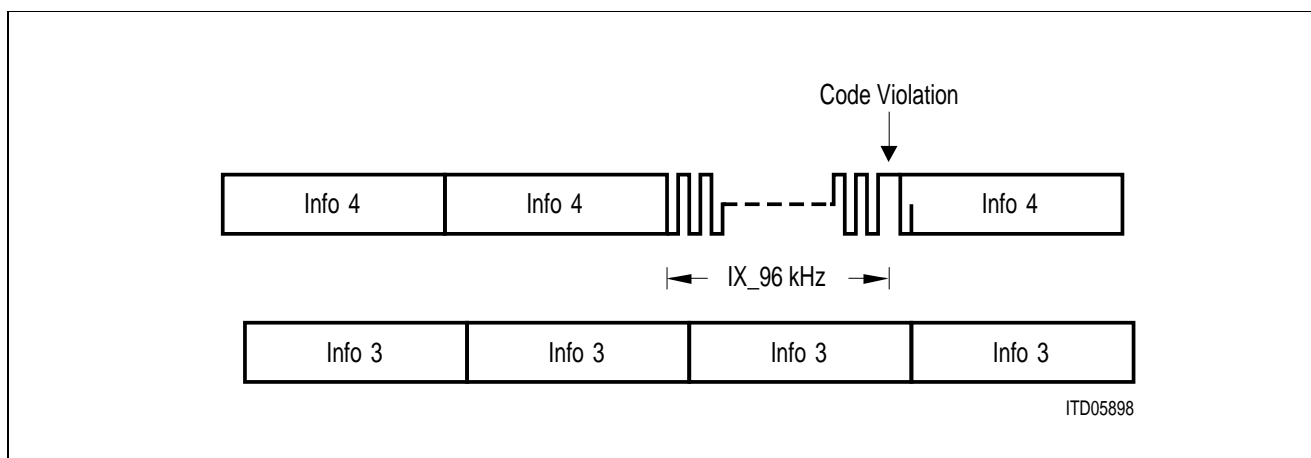 Code Violation
Info 4 Info 4 Info 4
IX_96 kHz
Info 3 Info 3 Info 3 Info 3
ITD05898